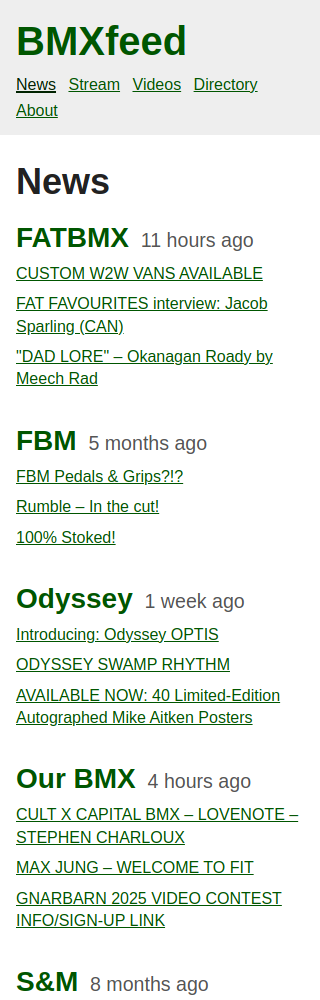 BMXfeed
News Stream Videos Directory
About
News
FATBMX 11 hours ago
CUSTOM W2W VANS AVAILABLE
FAT FAVOURITES interview: Jacob
Sparling (CAN)
"DAD LORE" – Okanagan Roady by
Meech Rad
FBM 5 months ago
FBM Pedals & Grips?!?
Rumble – In the cut!
100% Stoked!
Odyssey 1 week ago
Introducing: Odyssey OPTIS
ODYSSEY SWAMP RHYTHM
AVAILABLE NOW: 40 Limited-Edition
Autographed Mike Aitken Posters
Our BMX 4 hours ago
CULT X CAPITAL BMX – LOVENOTE –
STEPHEN CHARLOUX
MAX JUNG – WELCOME TO FIT
GNARBARN 2025 VIDEO CONTEST
INFO/SIGN-UP LINK
S&M 8 months ago